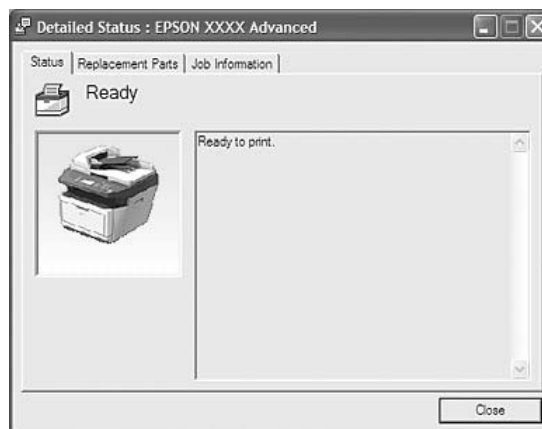 Detailed Status : EPSON XXXX Advanced
Status Replacement Parts Job Information
Ready
Ready to print.
Close